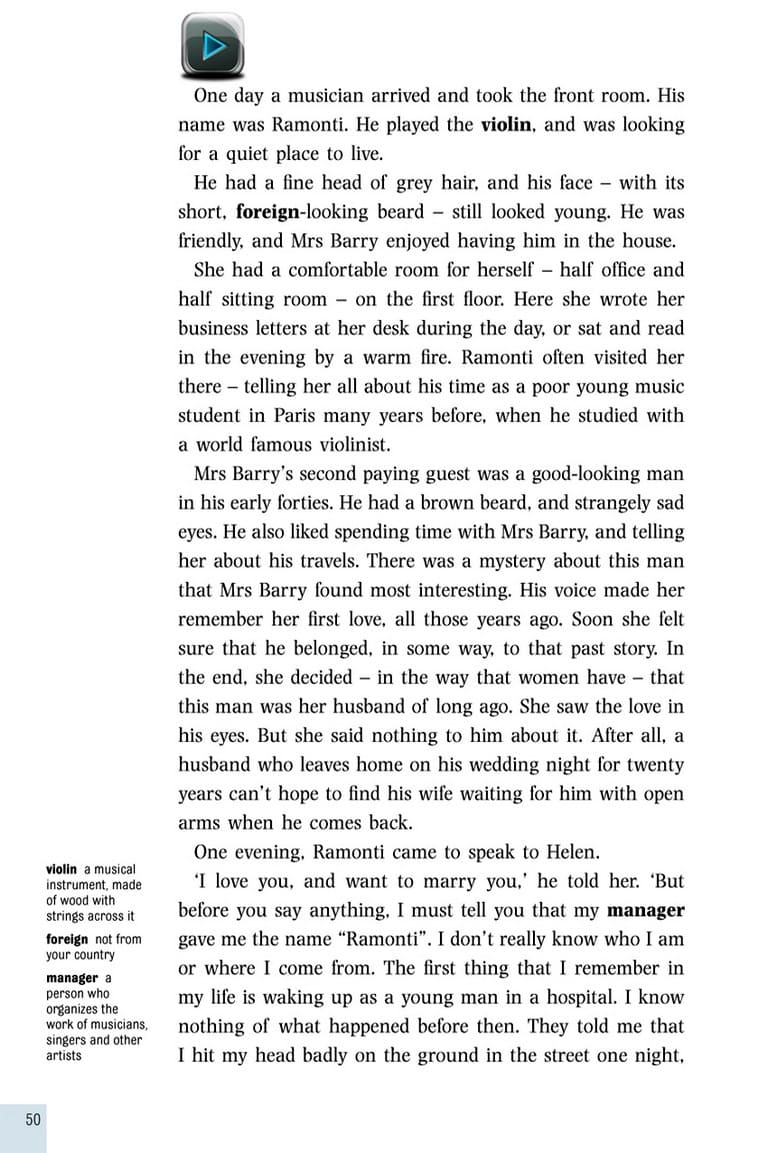 One day a musician arrived and took the front room. His
name was Ramonti. He played the violin, and was looking
for a quiet place to live.
He had a fine head of grey hair, and his face – with its
short, foreign-looking beard – still looked young. He was
friendly, and Mrs Barry enjoyed having him in the house.
She had a comfortable room for herself – half office and
half sitting room – on the first floor. Here she wrote her
business letters at her desk during the day, or sat and read
in the evening by a warm fire. Ramonti often visited her
there – telling her all about his time as a poor young music
student in Paris many years before, when he studied with
a world famous violinist.
Mrs Barry’s second paying guest was a good-looking man
in his early forties. He had a brown beard, and strangely sad
eyes. He also liked spending time with Mrs Barry, and telling
her about his travels. There was a mystery about this man
that Mrs Barry found most interesting. His voice made her
remember her first love, all those years ago. Soon she felt
sure that he belonged, in some way, to that past story. In
the end, she decided – in the way that women have – that
this man was her husband of long ago. She saw the love in
his eyes. But she said nothing to him about it. After all, a
husband who leaves home on his wedding night for twenty
years can’t hope to find his wife waiting for him with open
arms when he comes back.
One evening, Ramonti came to speak to Helen.
‘I love you, and want to marry you,’ he told her. ‘But
before you say anything, I must tell you that my manager
gave me the name “Ramonti”. I don’t really know who I am
or where I come from. The first thing that I remember in
my life is waking up as a young man in a hospital. I know
nothing of what happened before then. They told me that
I hit my head badly on the ground in the street one night,
violin a musical
instrument, made
of wood with
strings across it
foreign not from
your country
manager a
person who
organizes the
work of musicians,
singers and other
artists
50